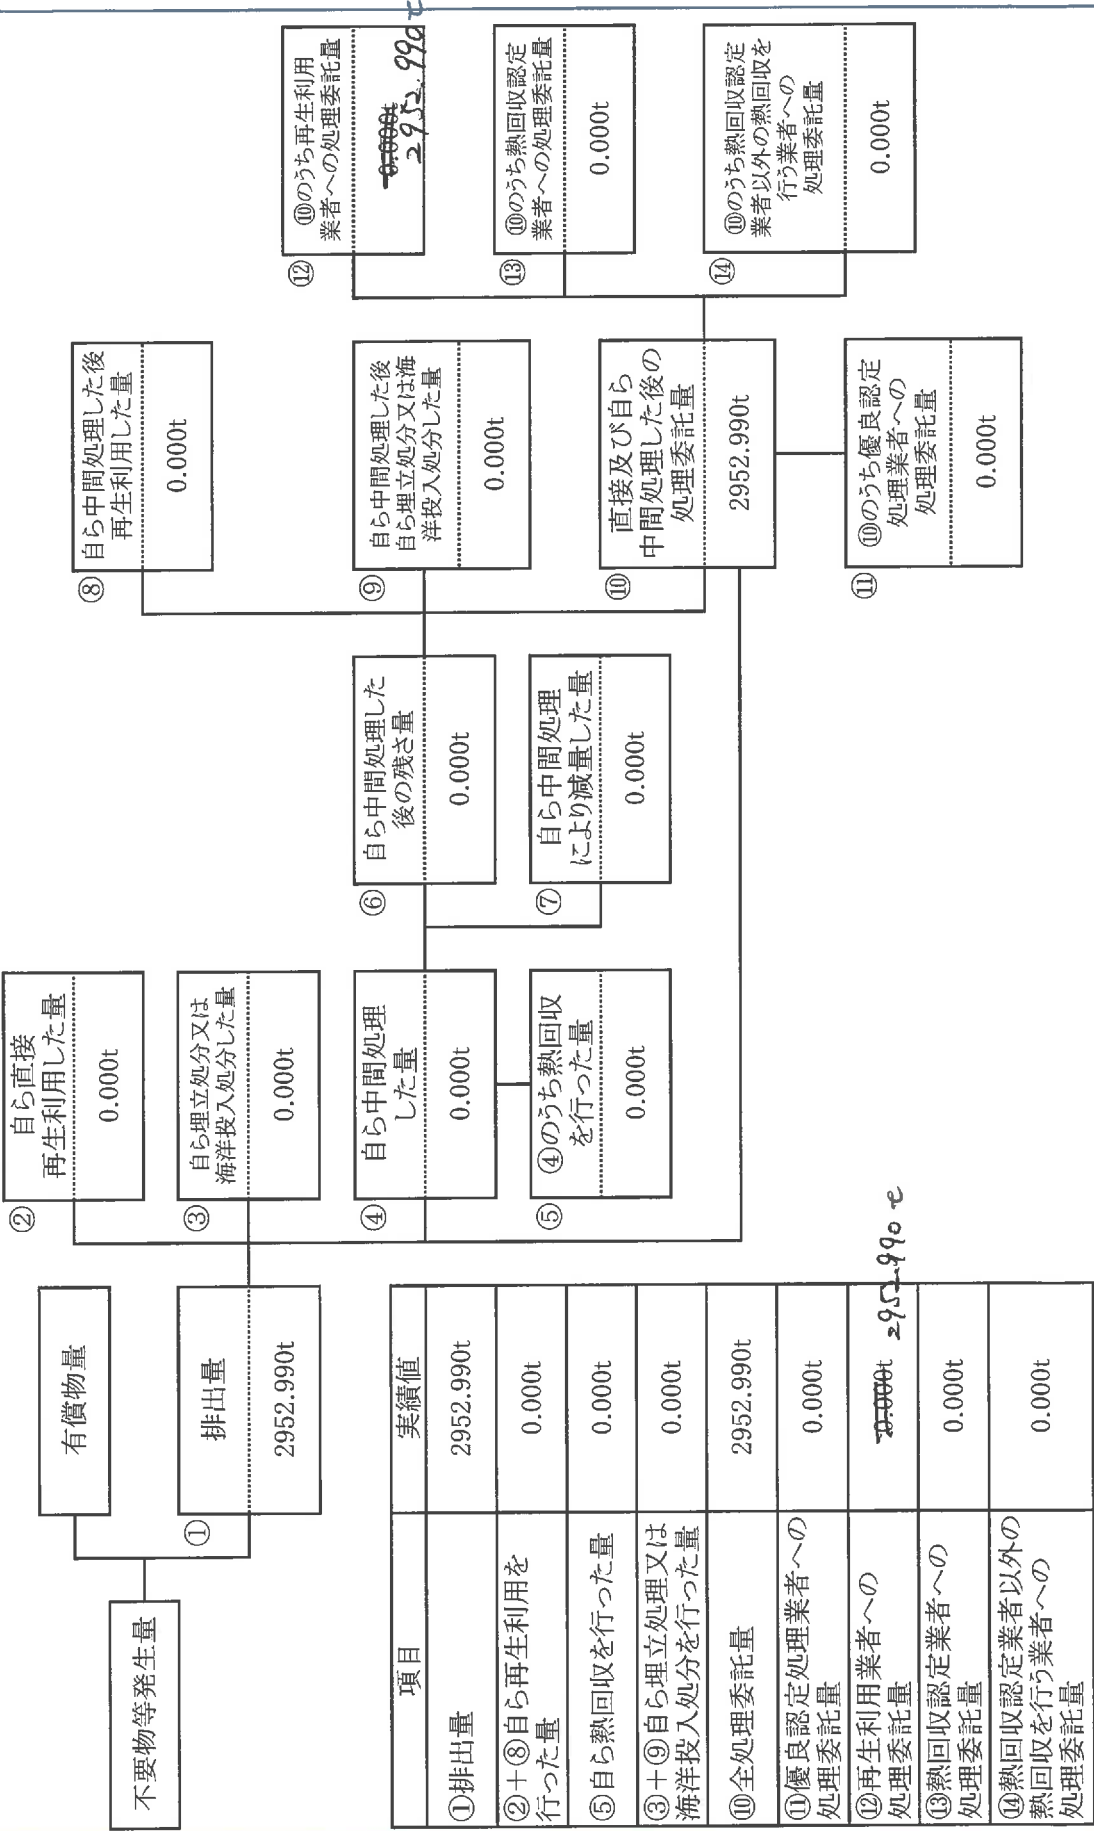 不要物等発生量
有償物量
①
排出量
2952.990t
②
自ら直接
再生利用した量
0.000t
③
自ら埋立処分又は
海洋投入処分した量
0.000t
④
自ら中間処理
した量
0.000t
⑤
④のうち熱回収
を行った量
0.000t
⑥
自ら中間処理した
後の残さ量
0.000t
⑦
自ら中間処理
により減量した量
0.000t
⑧
自ら中間処理した後
再生利用した量
0.000t
⑨
自ら中間処理した後
自ら埋立処分又は海
洋投入処分した量
0.000t
⑩
直接及び自ら
中間処理した後の
処理委託量
2952.990t
⑪
⑩のうち優良認定
処理業者への
処理委託量
0.000t
⑫
⑩のうち再生利用
業者への処理委託量
0.000t
2952.990t
⑬
⑩のうち熱回収認定
業者への処理委託量
0.000t
⑭
⑩のうち熱回収認定
業者以外の熱回収を
行う業者への
処理委託量
0.000t
項目 実績値
①排出量 2952.990t
②+⑧自ら再生利用を
行った量 0.000t
⑤自ら熱回収を行った量 0.000t
③+⑨自ら埋立処理又は
海洋投入処分を行った量 0.000t
⑩全処理委託量 2952.990t
⑪優良認定処理業者への
処理委託量 0.000t
⑫再生利用業者への
処理委託量 0.000t 2952.990t
⑬熱回収認定業者への
処理委託量 0.000t
⑭熱回収認定業者以外の
熱回収を行う業者への
処理委託量 0.000t